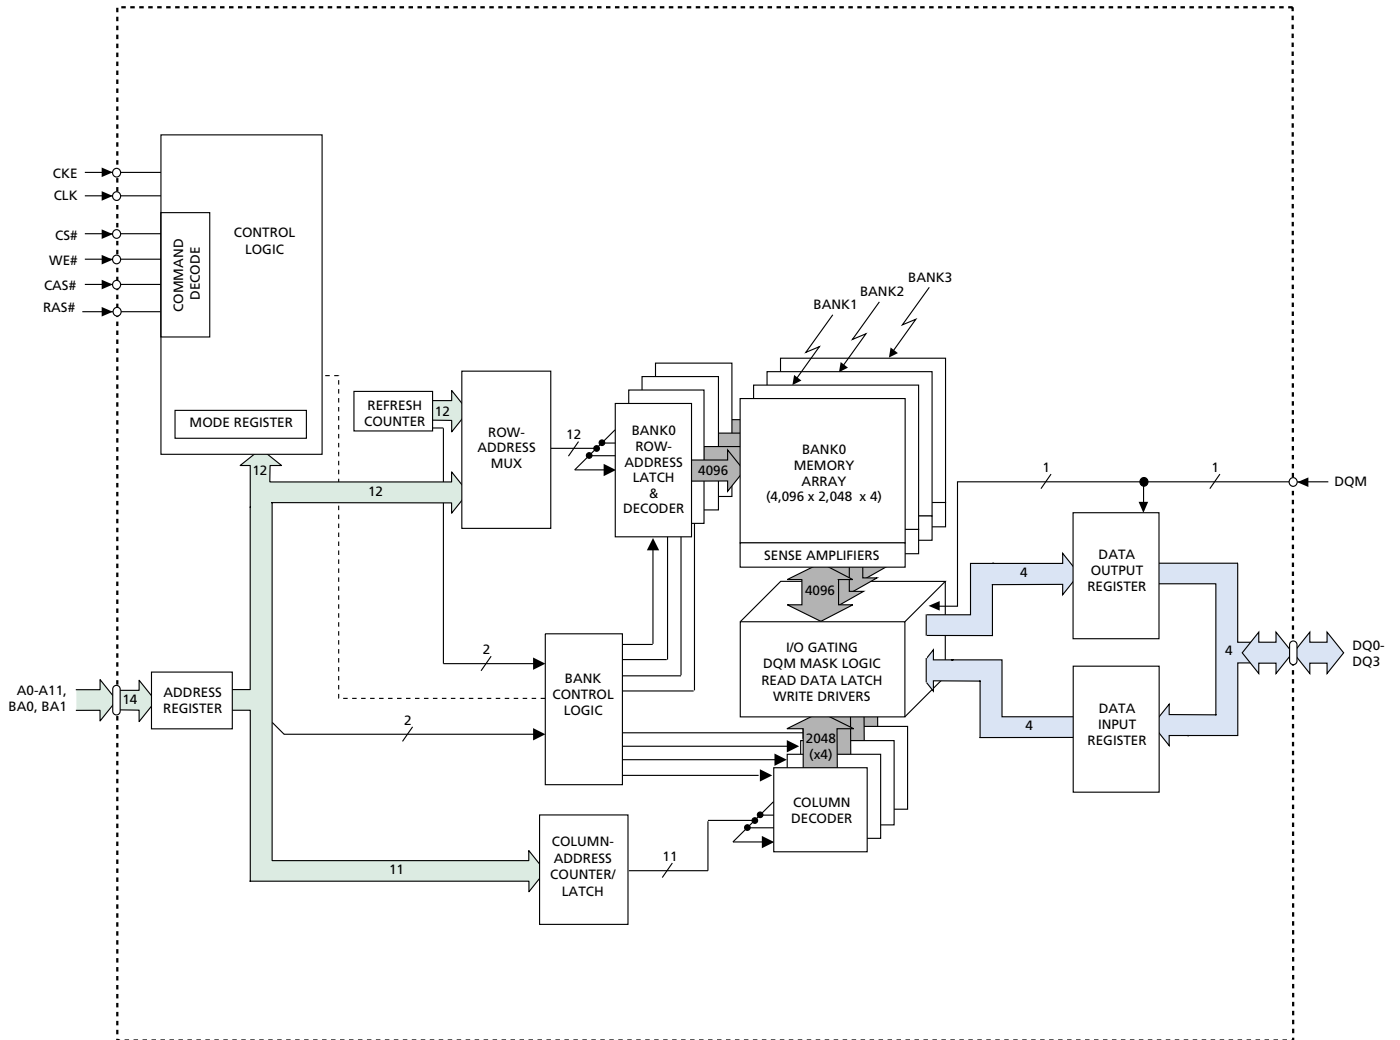 CKE
CLK
CS#
WE#
CAS#
RAS#
COMMAND
DECODE
CONTROL
LOGIC
MODE REGISTER
12
REFRESH
COUNTER
12
12
ROW-
ADDRESS
MUX
12
BANK0
ROW-
ADDRESS
LATCH
&
DECODER
4096
BANK1
BANK2
BANK3
BANK0
MEMORY
ARRAY
(4,096 x 2,048 x 4)
SENSE AMPLIFIERS
4096
I/O GATING
DQM MASK LOGIC
READ DATA LATCH
WRITE DRIVERS
2048
(x4)
COLUMN
DECODER
A0-A11,
BA0, BA1
14
ADDRESS
REGISTER
2
2
BANK
CONTROL
LOGIC
11
COLUMN-
ADDRESS
COUNTER/
LATCH
11
1
1
DQM
DATA
OUTPUT
REGISTER
4
4
4
DATA
INPUT
REGISTER
DQ0-
DQ3